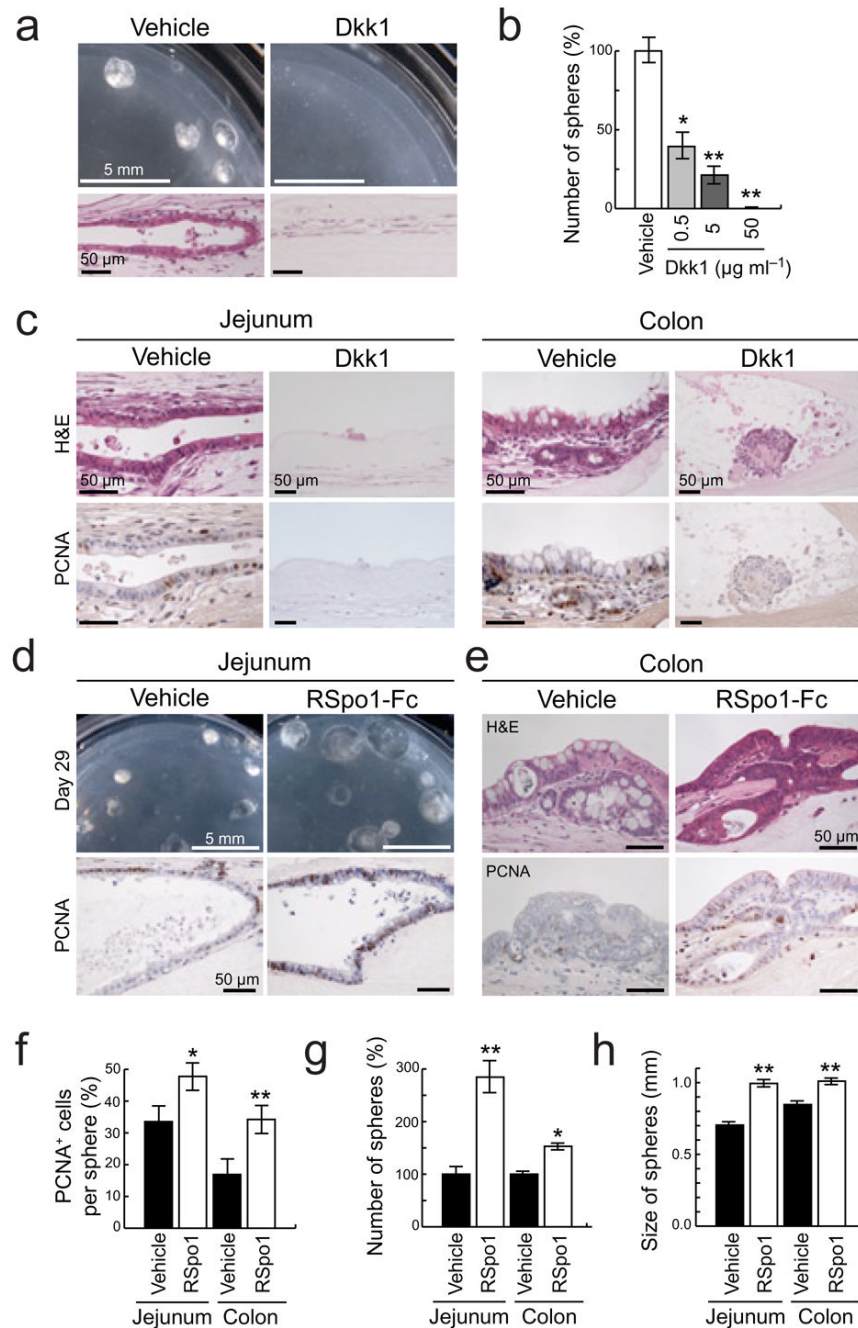 a
Vehicle
Dkk1
5 mm
50 µm
b
Number of spheres (%)
100
50
0
*
**
**
Vehicle
0.5
5
50
Dkk1 (µg ml–1)
c
Jejunum
Colon
Vehicle
Dkk1
Vehicle
Dkk1
H&E
50 µm
50 µm
50 µm
50 µm
PCNA
d
Jejunum
Vehicle
RSpo1-Fc
Day 29
5 mm
PCNA
50 µm
e
Colon
Vehicle
RSpo1-Fc
H&E
50 µm
PCNA
f
PCNA+ cells
per sphere (%)
50
40
30
20
10
0
*
**
Vehicle
RSpo1
Vehicle
RSpo1
Jejunum
Colon
g
Number of spheres (%)
300
200
150
100
0
**
*
Vehicle
RSpo1
Vehicle
RSpo1
Jejunum
Colon
h
Size of spheres (mm)
1.0
0.0
**
**
Vehicle
RSpo1
Vehicle
RSpo1
Jejunum
Colon